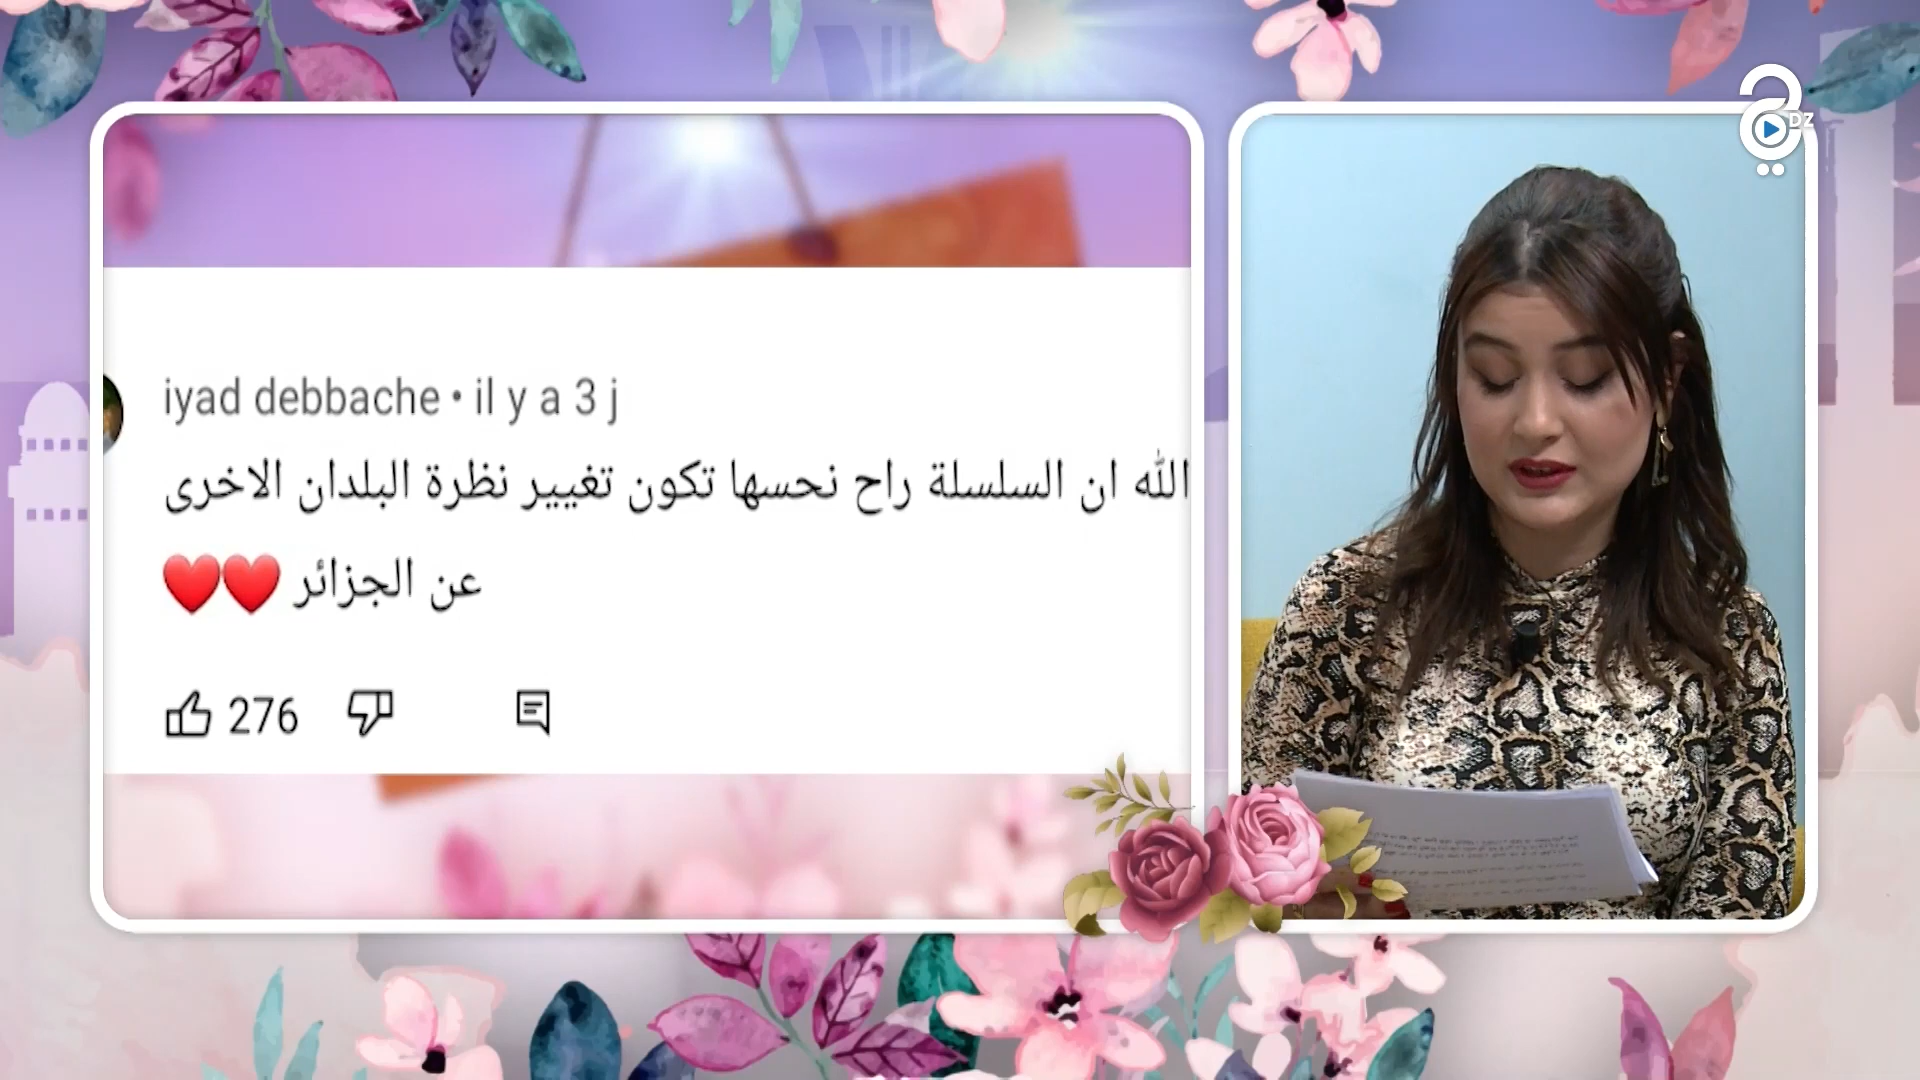 iyad debbache • il y a 3 j
الله ان السلسلة راح نحسها تكون تغيير نظرة البلدان الاخرى
عن الجزائر ❤️❤️
276
DZ